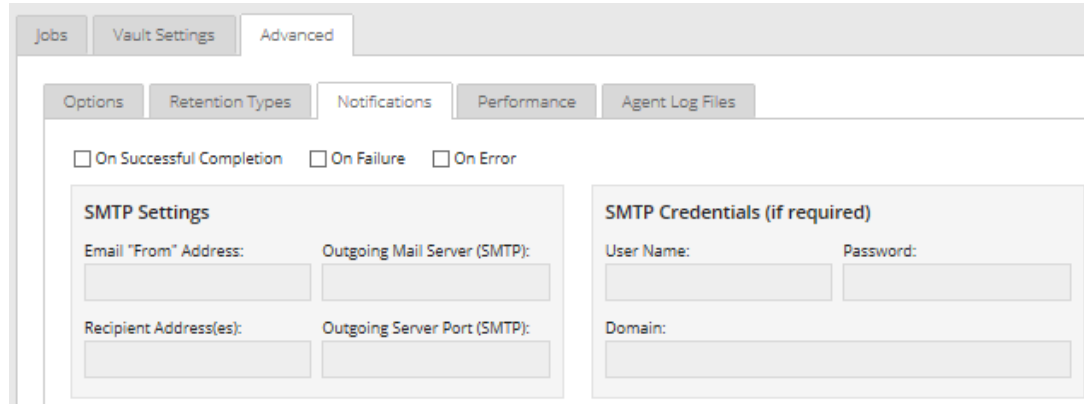 Jobs Vault Settings Advanced
Options Retention Types Notifications Performance Agent Log Files
On Successful Completion On Failure On Error
SMTP Settings
Email "From" Address: Outgoing Mail Server (SMTP):
Recipient Address(es): Outgoing Server Port (SMTP):
SMTP Credentials (if required)
User Name: Password:
Domain: